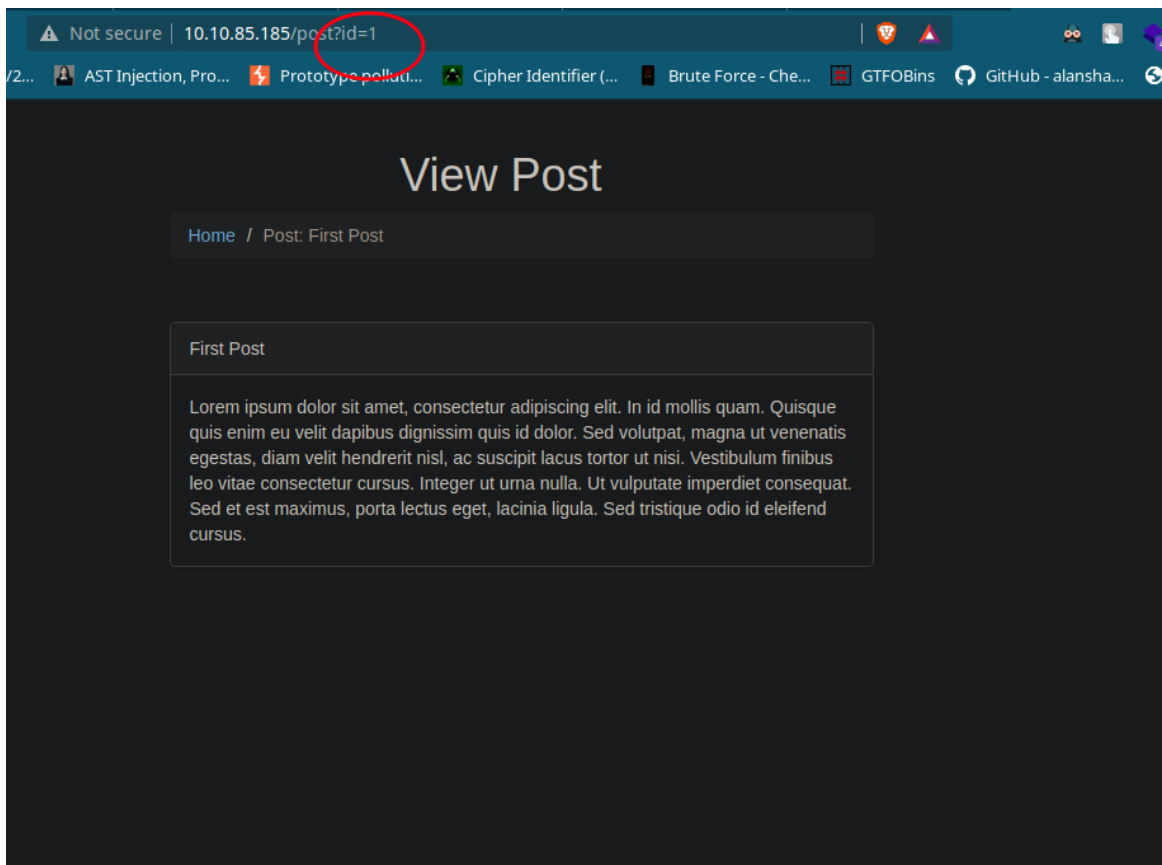 Not secure | 10.10.85.185/post?id=1
/2... AST Injection, Pro... Prototype polluti... Cipher Identifier (... Brute Force - Che... GTFOBins GitHub - alansha...
View Post
Home / Post: First Post
First Post
Lorem ipsum dolor sit amet, consectetur adipiscing elit. In id mollis quam. Quisque
quis enim eu velit dapibus dignissim quis id dolor. Sed volutpat, magna ut venenatis
egestas, diam velit hendrerit nisl, ac suscipit lacus tortor ut nisi. Vestibulum finibus
leo vitae consectetur cursus. Integer ut urna nulla. Ut vulputate imperdiet consequat.
Sed et est maximus, porta lectus eget, lacinia ligula. Sed tristique odio id eleifend
cursus.